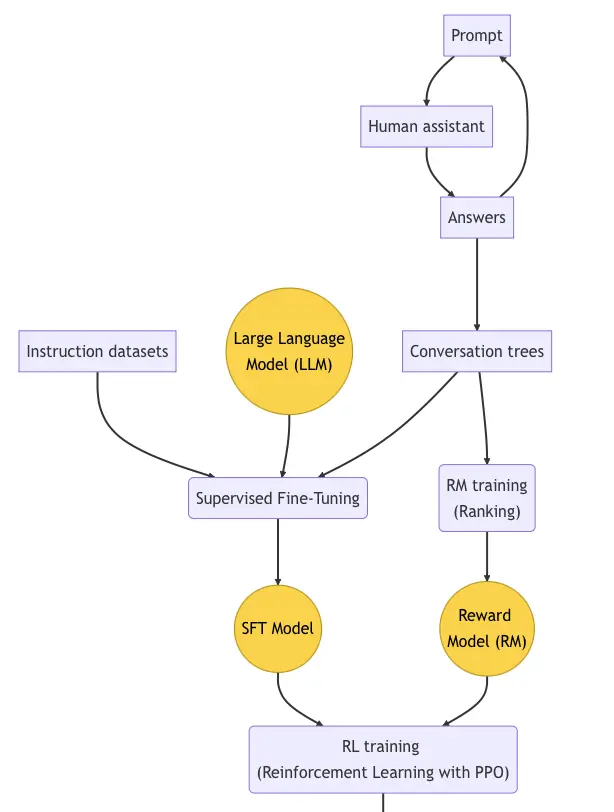 Prompt
Human assistant
Answers
Large Language
Model (LLM)
Instruction datasets
Conversation trees
Supervised Fine-Tuning
RM training
(Ranking)
SFT Model
Reward
Model (RM)
RL training
(Reinforcement Learning with PPO)